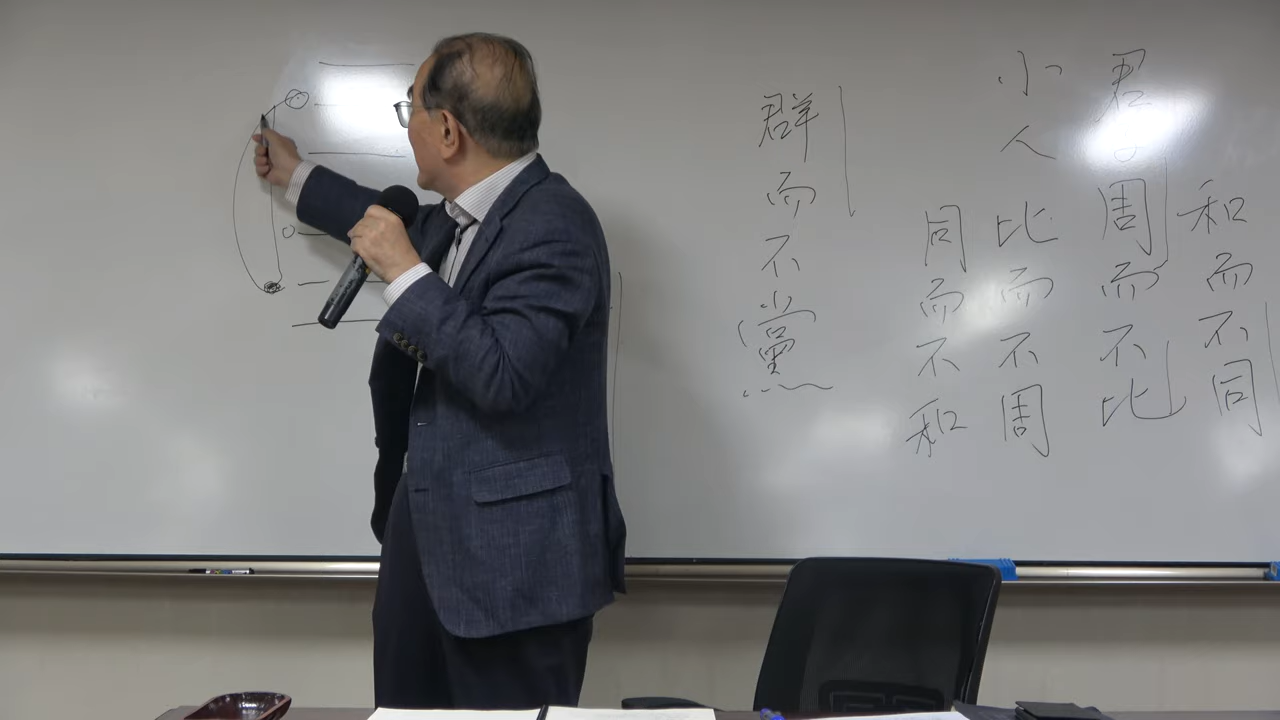 和而不同
君子周而不比
小人比而不周
同而不和
群而不黨